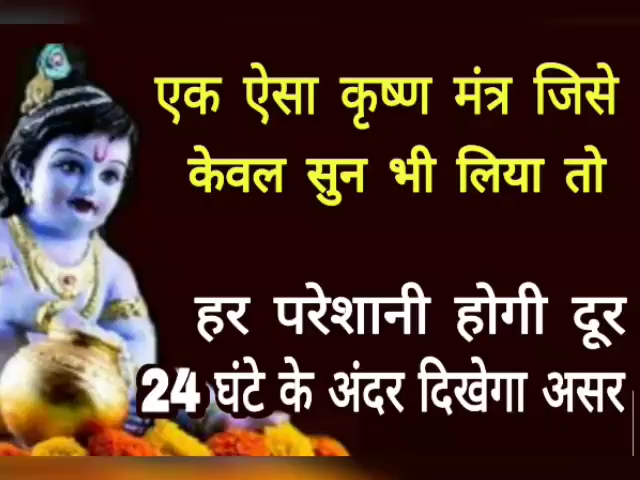 एक ऐसा कृष्ण मंत्र जिसे
केवल सुन भी लिया तो
हर परेशानी होगी दूर
24 घंटे के अंदर दिखेगा असर